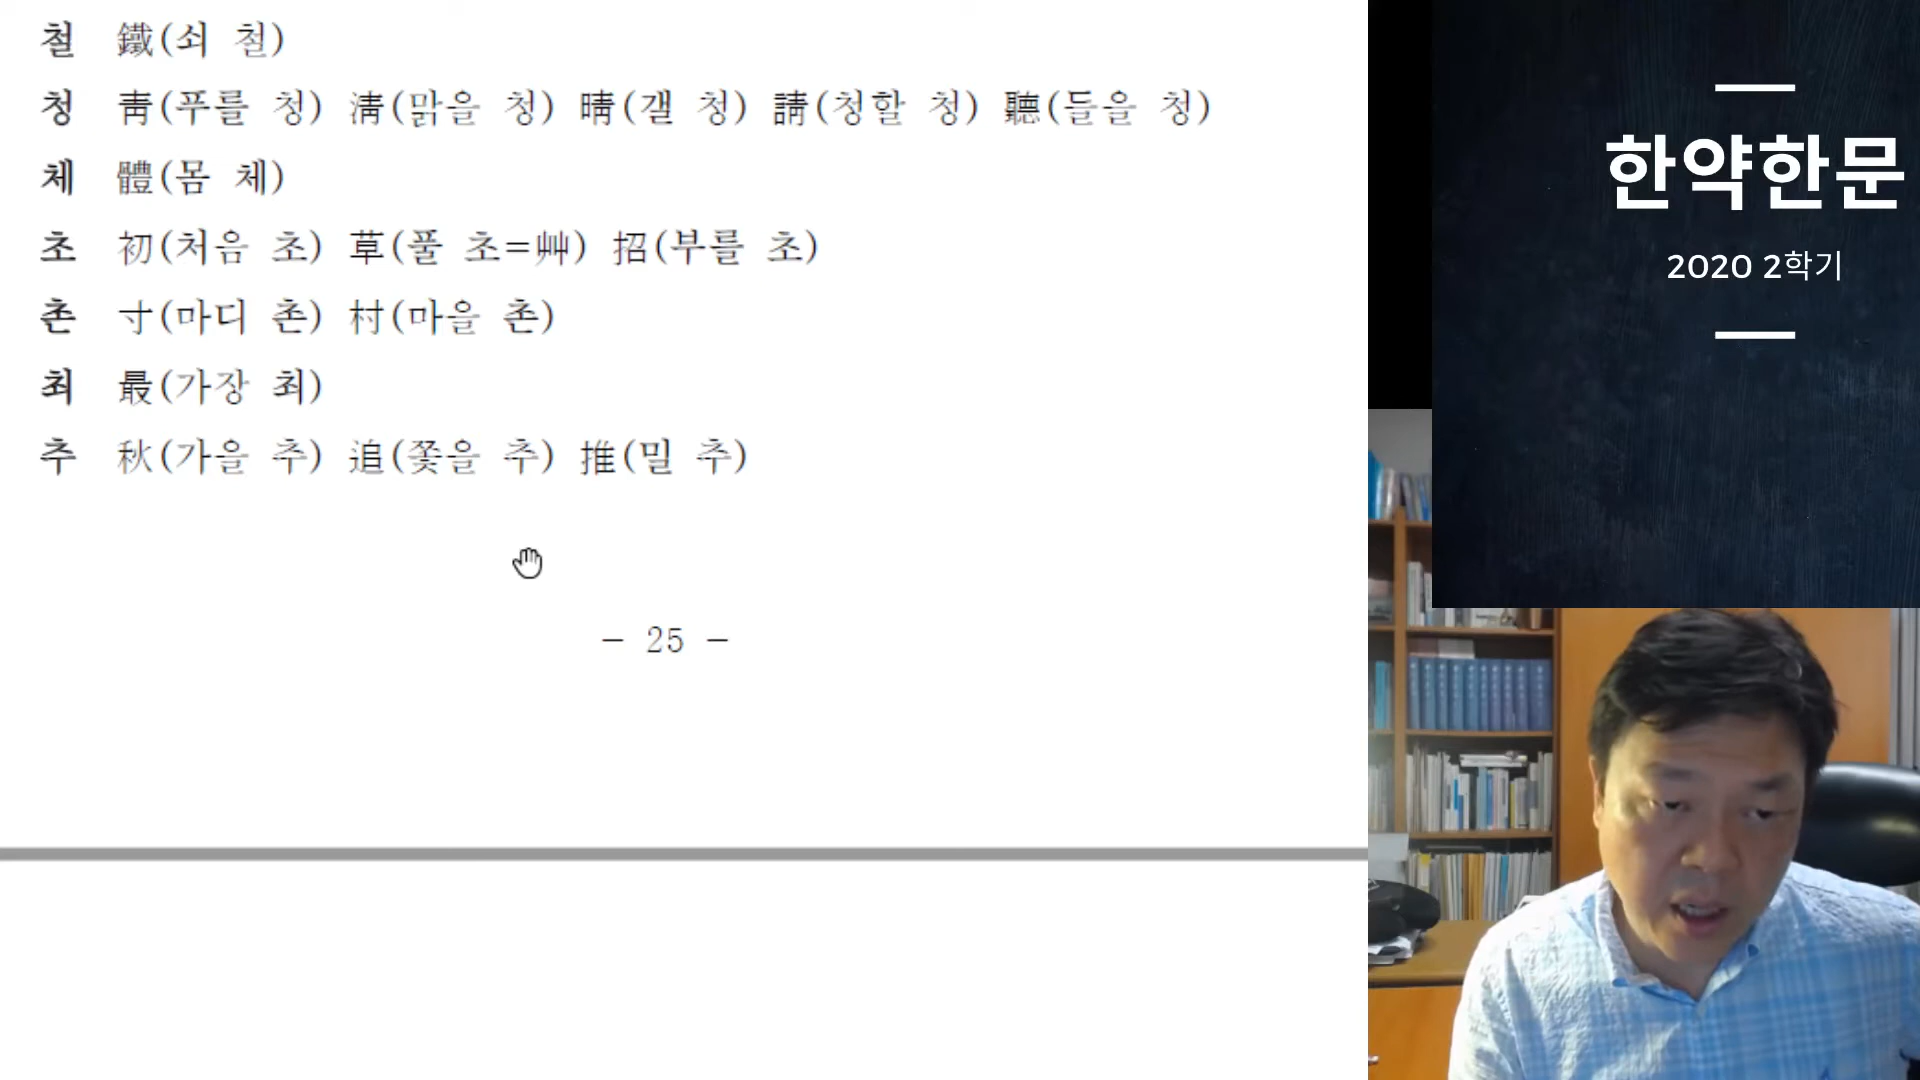 철 鐵(쇠 철)
청 靑(푸를 청) 淸(맑을 청) 晴(갤 청) 請(청할 청) 聽(들을 청)
체 體(몸 체)
초 初(처음 초) 草(풀 초=艸) 招(부를 초)
촌 寸(마디 촌) 村(마을 촌)
최 最(가장 최)
추 秋(가을 추) 追(쫓을 추) 推(밀 추)
- 25 -
한약한문
2020 2학기